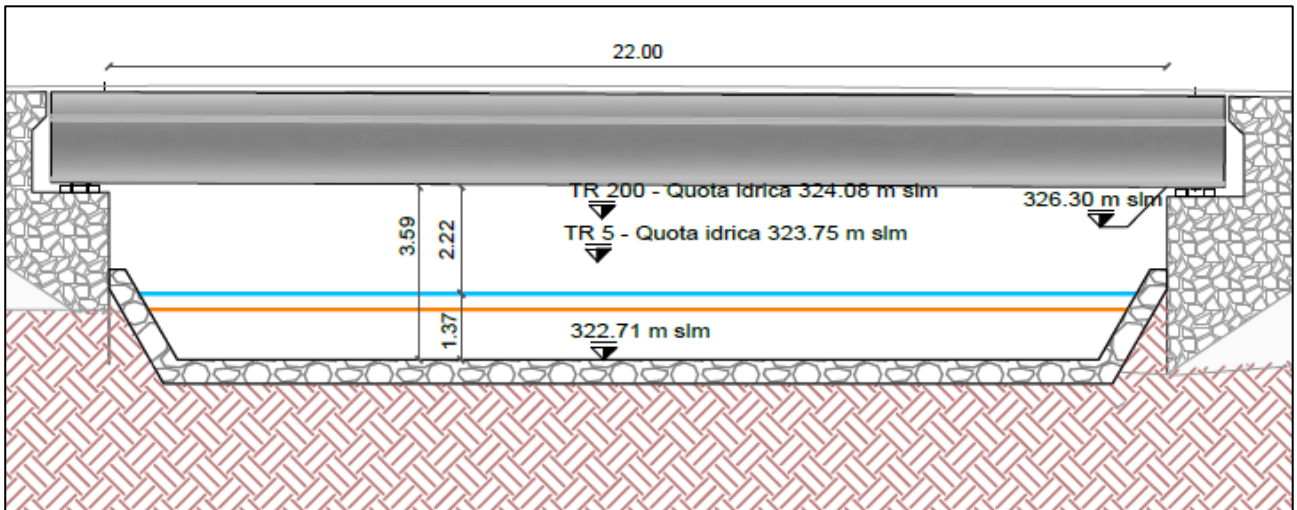 22.00
TR 200 - Quota idrica 324.08 m slm
326.30 m slm
3.59
2.22
TR 5 - Quota idrica 323.75 m slm
1.37
322.71 m slm